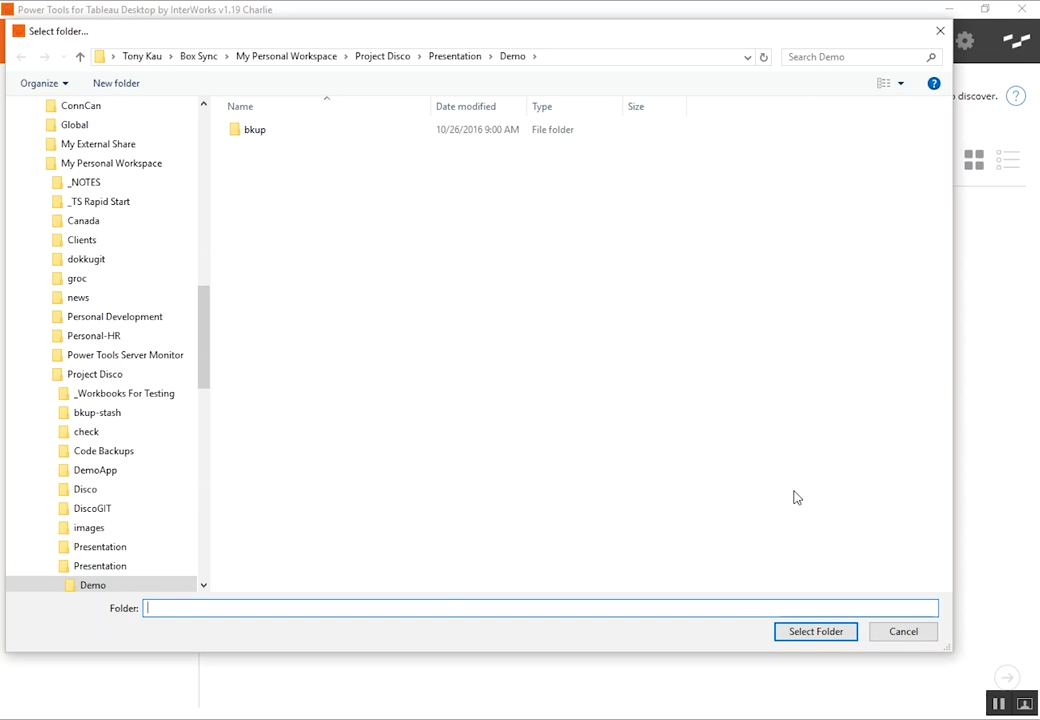 Power Tools for Tableau Desktop by InterWorks v1.19 Charlie
Select folder...
Tony Kau > Box Sync > My Personal Workspace > Project Disco > Presentation > Demo >
Search Demo
Organize
New folder
?
o discover.
?
Name
Date modified
Type
Size
bkup
10/26/2016 9:00 AM
File folder
ConnCan
Global
My External Share
My Personal Workspace
_NOTES
_TS Rapid Start
Canada
Clients
dokkugit
groc
news
Personal Development
Personal-HR
Power Tools Server Monitor
Project Disco
_Workbooks For Testing
bkup-stash
check
Code Backups
DemoApp
Disco
DiscoGIT
images
Presentation
Presentation
Demo
Folder:
Select Folder
Cancel